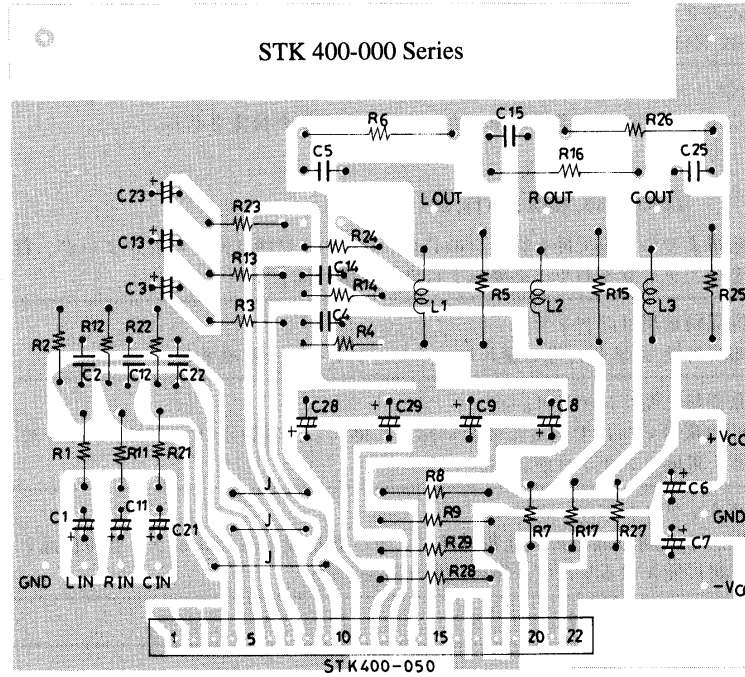 STK 400-000 Series
R6 C15 R26
C5 R16 C25
C23 L OUT R OUT C OUT
R23
C13 R24
R13 C14
C3 R14
R3 C4 L1 R5 L2 R15 L3 R25
R2 R12 R22 R4
C2 C12 C22
C28 C29 C9 C8
+VCC
R1 R11 R21
J R8 C6
C1 C11 C21 J R9 R7 R17 R27 GND
R29 C7
J
GND L IN R IN C IN R28 -VC
1 5 10 15 20 22
STK400-050